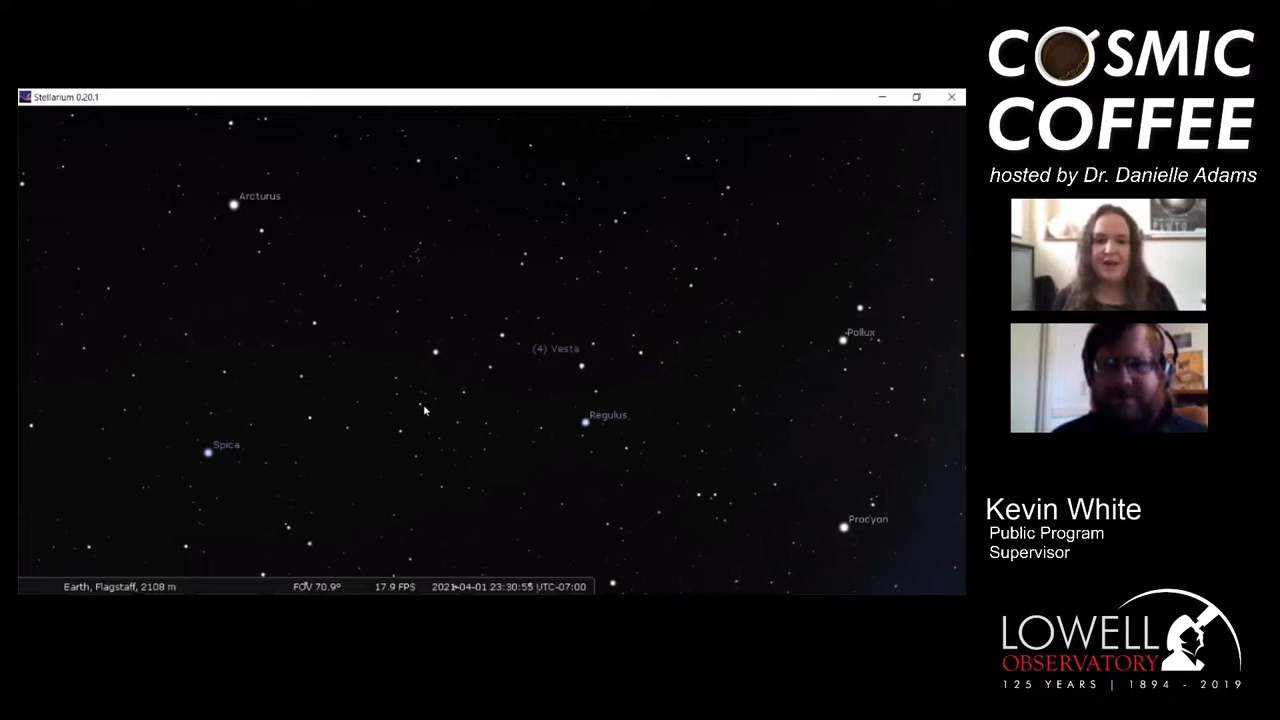 Stellarium 0.20.1
Arcturus
(4) Vesta
Pollux
Regulus
Spica
Procyon
Earth, Flagstaff, 2108 m
FOV 70.9°
17.9 FPS
2021-04-01 23:30:55 UTC-07:00
COSMIC
COFFEE
hosted by Dr. Danielle Adams
PLUTO
Kevin White
Public Program
Supervisor
LOWELL
OBSERVATORY
125 YEARS | 1894 - 2019